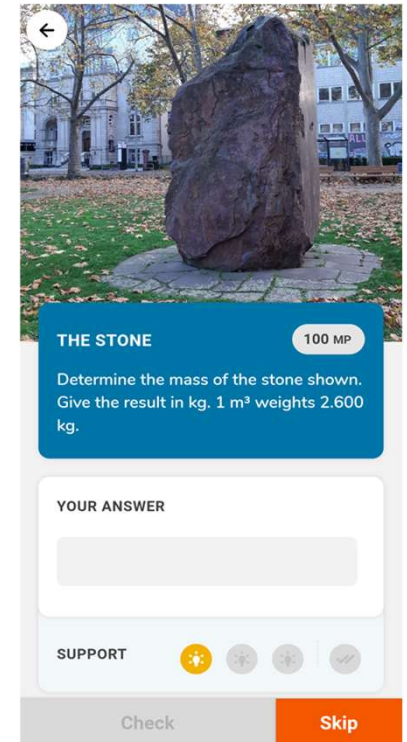 THE STONE
100 MP
Determine the mass of the stone shown.
Give the result in kg. 1 m³ weights 2.600
kg.
YOUR ANSWER
SUPPORT
Check
Skip